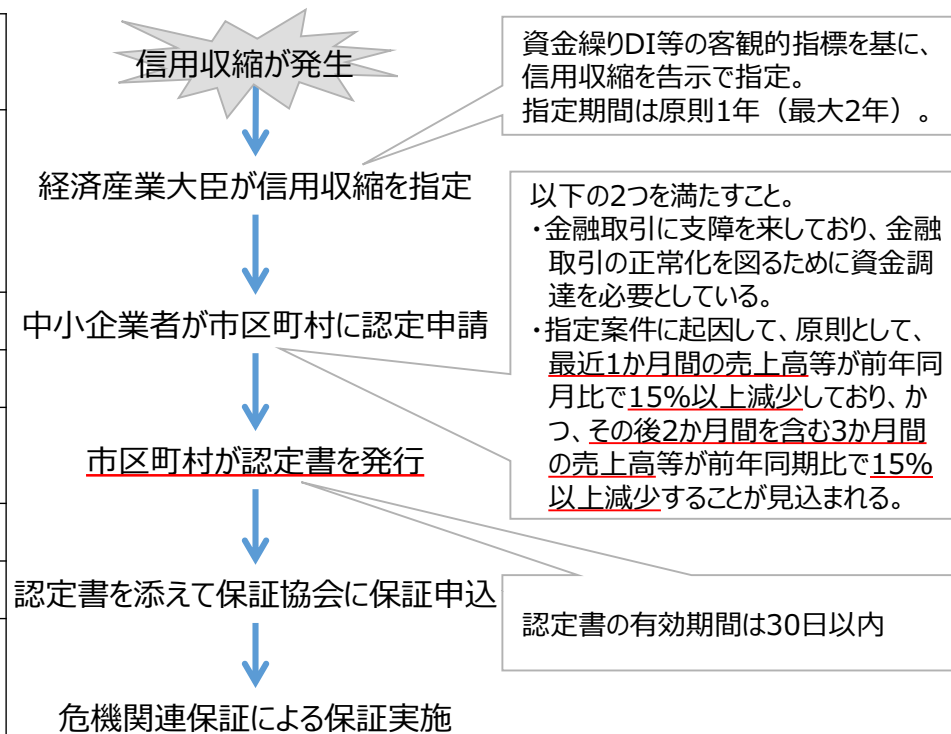 信用収縮が発生
資金繰りDI等の客観的指標を基に、
信用収縮を告示で指定。
指定期間は原則1年（最大2年）。
経済産業大臣が信用収縮を指定
以下の2つを満たすこと。
・金融取引に支障を来しており、金融
取引の正常化を図るために資金調
達を必要としている。
・指定案件に起因して、原則として、
最近1か月間の売上高等が前年同
月比で15%以上減少しており、か
つ、その後2か月間を含む3か月間
の売上高等が前年同期比で15%
以上減少することが見込まれる。
中小企業者が市区町村に認定申請
市区町村が認定書を発行
認定書を添えて保証協会に保証申込
認定書の有効期間は30日以内
危機関連保証による保証実施